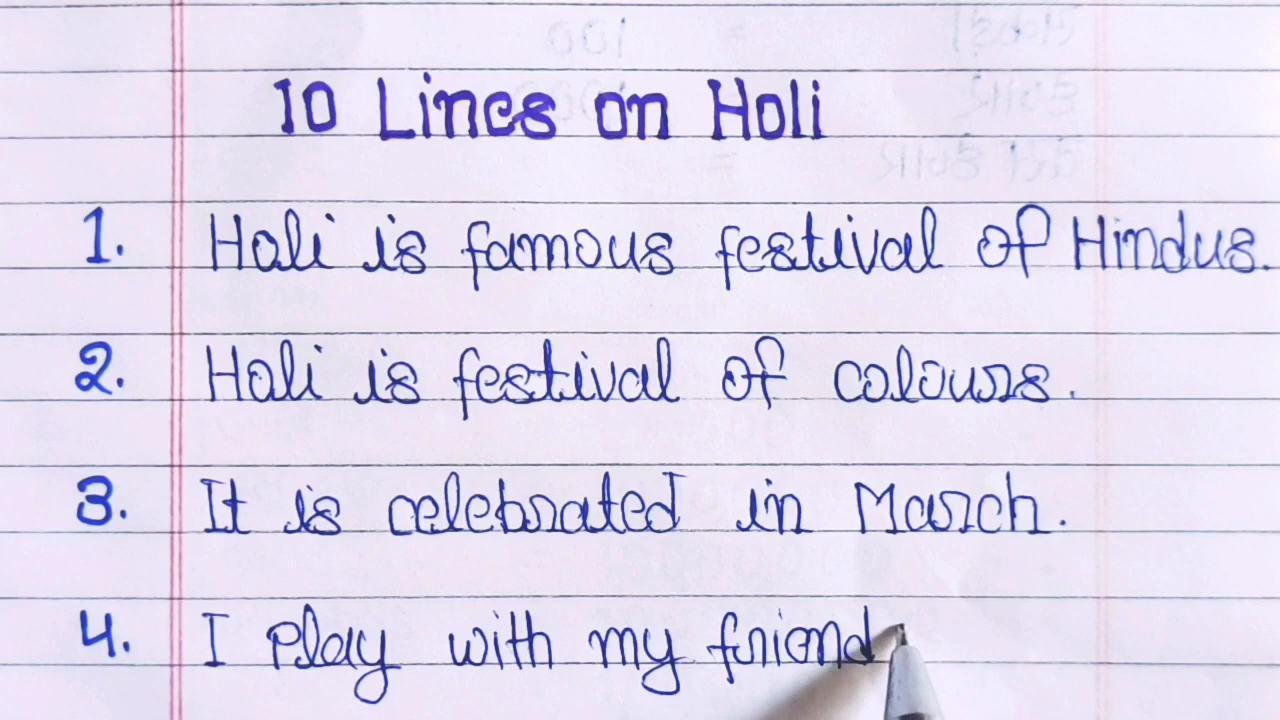 10 Lines on Holi
1. Holi is famous festival of Hindus.
2. Holi is festival of colours.
3. It is celebrated in March.
4. I Play with my friend